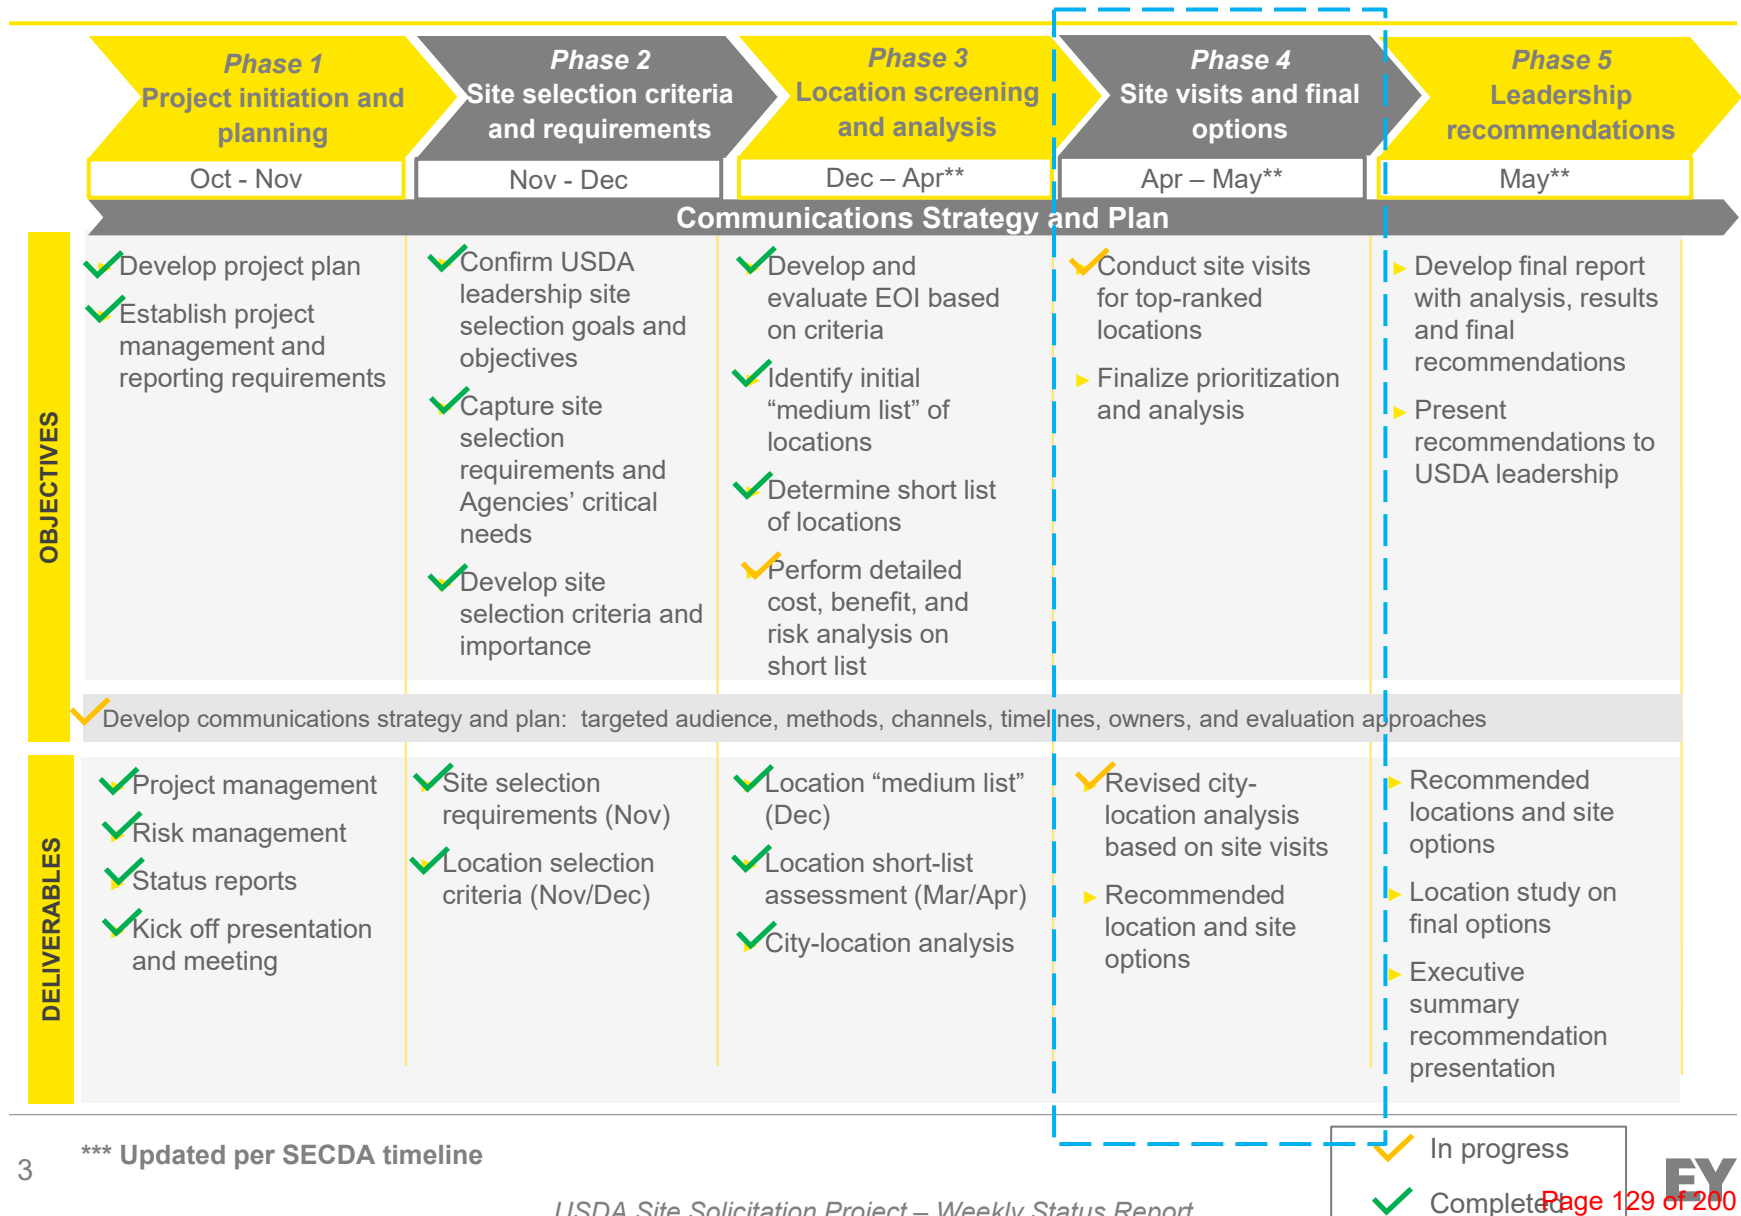 Phase 1
Project initiation and
planning
Oct - Nov
Phase 2
Site selection criteria
and requirements
Nov - Dec
Phase 3
Location screening
and analysis
Dec – Apr**
Phase 4
Site visits and final
options
Apr – May**
Phase 5
Leadership
recommendations
May**
Communications Strategy and Plan
OBJECTIVES
Develop project plan
Establish project
management and
reporting requirements
Confirm USDA
leadership site
selection goals and
objectives
Capture site
selection
requirements and
Agencies’ critical
needs
Develop site
selection criteria and
importance
Develop and
evaluate EOI based
on criteria
Identify initial
“medium list” of
locations
Determine short list
of locations
Perform detailed
cost, benefit, and
risk analysis on
short list
Conduct site visits
for top-ranked
locations
Finalize prioritization
and analysis
Develop final report
with analysis, results
and final
recommendations
Present
recommendations to
USDA leadership
Develop communications strategy and plan: targeted audience, methods, channels, timelines, owners, and evaluation approaches
DELIVERABLES
Project management
Risk management
Status reports
Kick off presentation
and meeting
Site selection
requirements (Nov)
Location selection
criteria (Nov/Dec)
Location “medium list”
(Dec)
Location short-list
assessment (Mar/Apr)
City-location analysis
Revised city-
location analysis
based on site visits
Recommended
location and site
options
Recommended
locations and site
options
Location study on
final options
Executive
summary
recommendation
presentation
*** Updated per SECDA timeline
3
In progress
Completed
EY
Page 129 of 200
USDA Site Solicitation Project – Weekly Status Report